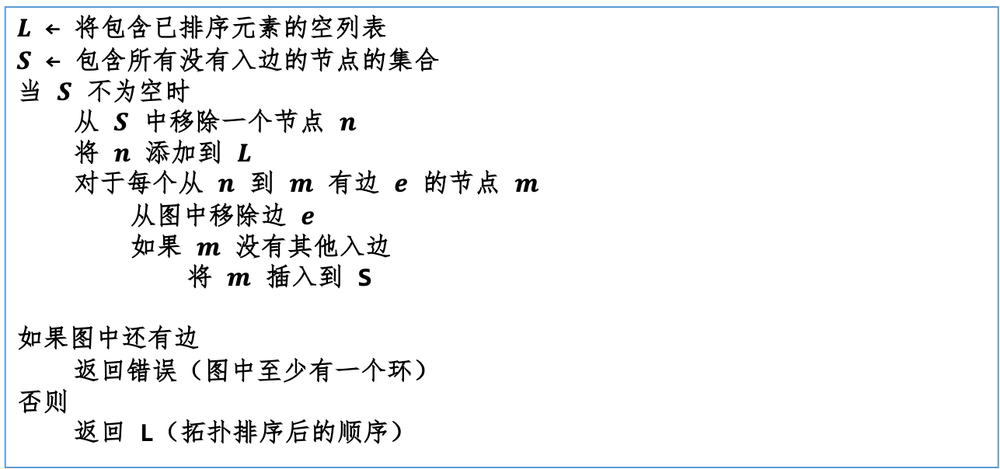 L ← 将包含已排序元素的空列表
S ← 包含所有没有入边的节点的集合
当 S 不为空时
从 S 中移除一个节点 n
将 n 添加到 L
对于每个从 n 到 m 有边 e 的节点 m
从图中移除边 e
如果 m 没有其他入边
将 m 插入到 S
如果图中还有边
返回错误（图中至少有一个环）
否则
返回 L（拓扑排序后的顺序）